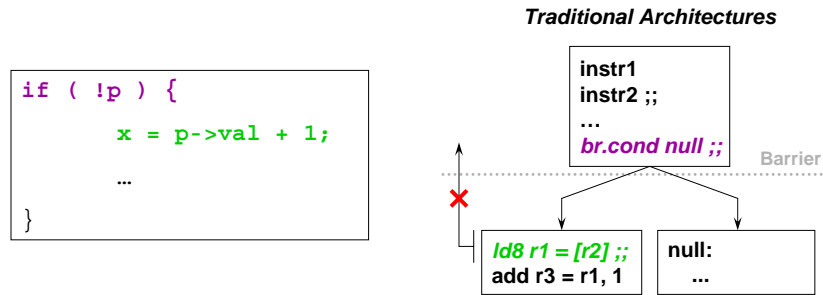 Traditional Architectures
if ( !p ) {
x = p->val + 1;
…
}
instr1
instr2 ;;
…
br.cond null ;;
Barrier
ld8 r1 = [r2] ;;
add r3 = r1, 1
null:
...